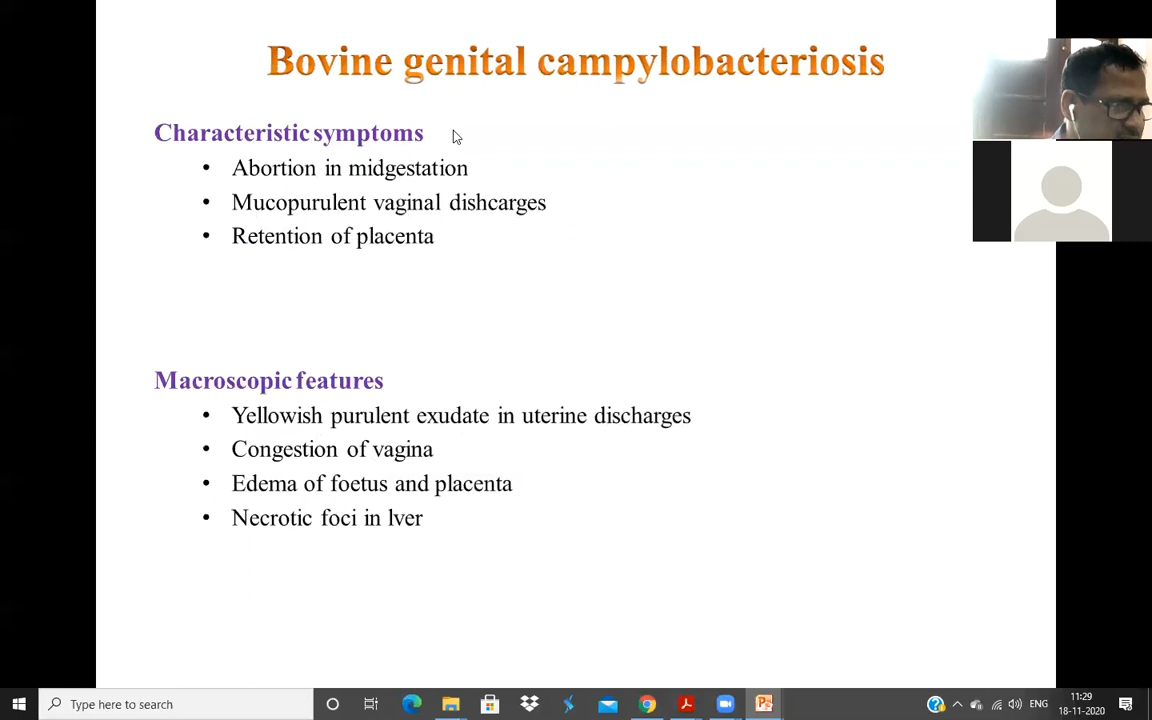 Bovine genital campylobacteriosis
Characteristic symptoms
• Abortion in midgestation
• Mucopurulent vaginal dishcarges
• Retention of placenta
Macroscopic features
• Yellowish purulent exudate in uterine discharges
• Congestion of vagina
• Edema of foetus and placenta
• Necrotic foci in lver
Type here to search
ENG
11:29
18-11-2020